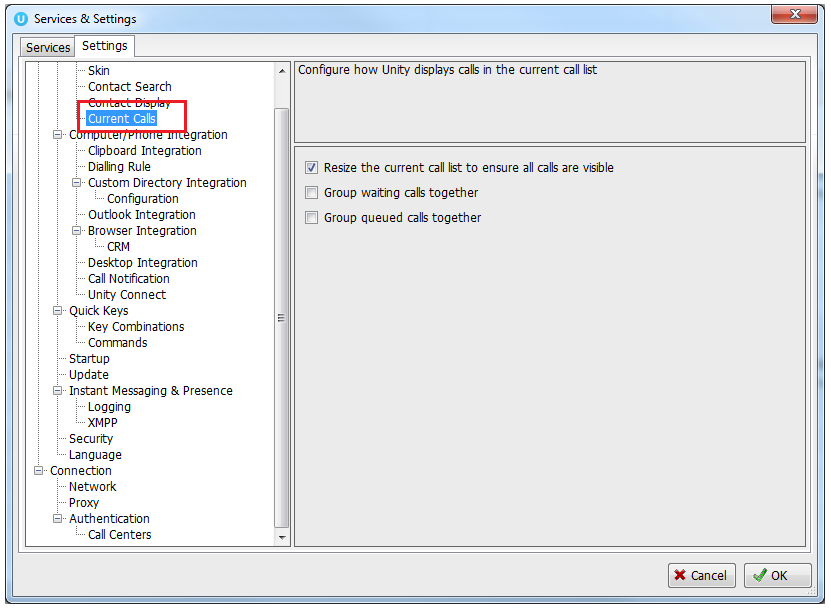 U Services & Settings
Services Settings
Skin
Contact Search
Contact Display
Current Calls
Computer/Phone Integration
Clipboard Integration
Dialling Rule
Custom Directory Integration
Configuration
Outlook Integration
Browser Integration
CRM
Desktop Integration
Call Notification
Unity Connect
Quick Keys
Key Combinations
Commands
Startup
Update
Instant Messaging & Presence
Logging
XMPP
Security
Language
Connection
Network
Proxy
Authentication
Call Centers
Configure how Unity displays calls in the current call list
Resize the current call list to ensure all calls are visible
Group waiting calls together
Group queued calls together
Cancel OK